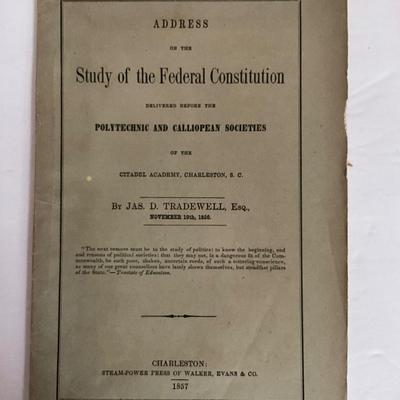 ADDRESS
ON THE
Study of the Federal Constitution
DELIVERED BEFORE THE
POLYTECHNIC AND CALLIOPEAN SOCIETIES
OF THE
CITADEL ACADEMY, CHARLESTON, S. C.
BY JAS. D. TRADEWELL, ESQ.,
NOVEMBER 19th, 1856.
"The next remove must be to the study of politics: to know the beginning, end
and reasons of political societies: that they may not, in a dangerous fit of the Com-
monwealth, be such poor, shaken, uncertain reeds, of such a tottering conscience,
as many of our great counsellors have lately shown themselves, but steadfast pillars
of the State."—Tractate of Education.
CHARLESTON:
STEAM-POWER PRESS OF WALKER, EVANS & CO.
1857